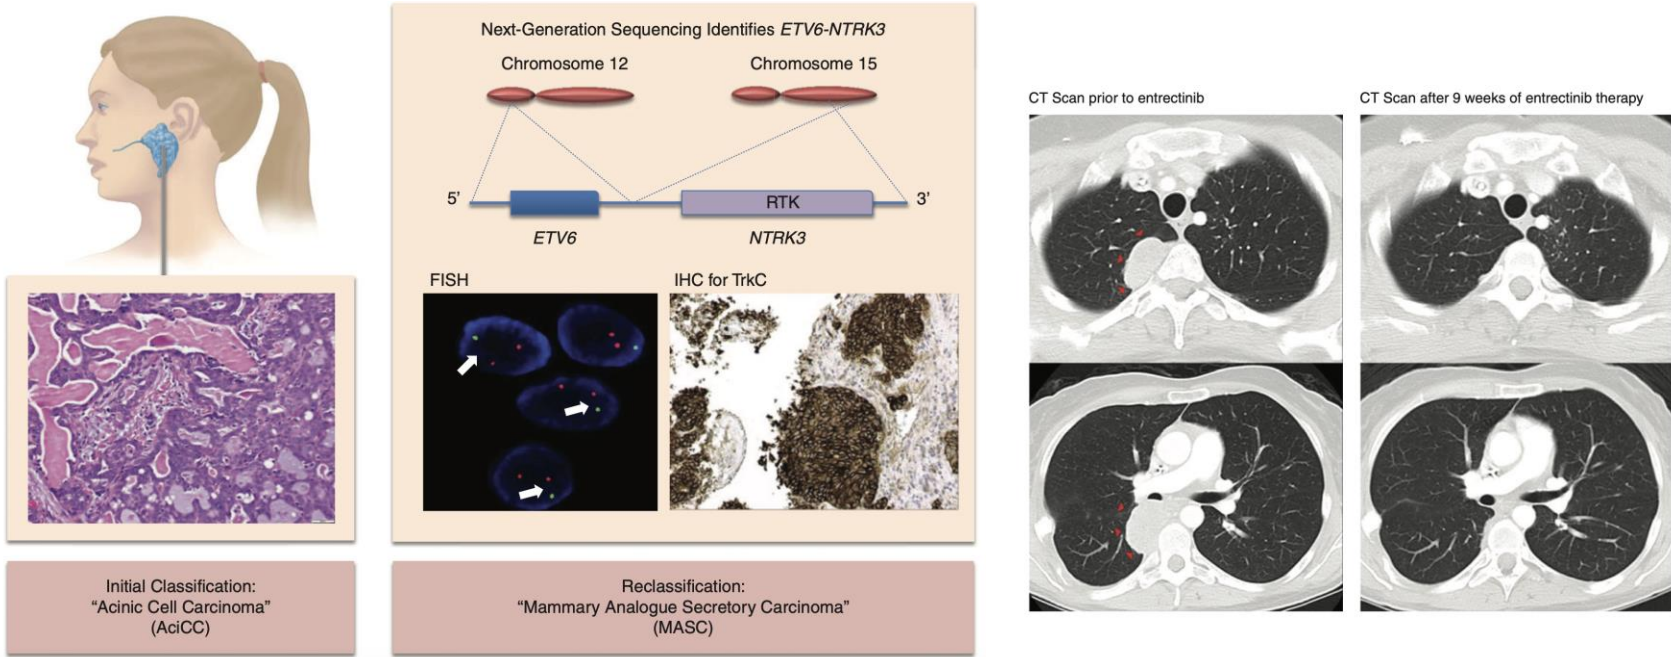 Next-Generation Sequencing Identifies ETV6-NTRK3
Chromosome 12
Chromosome 15
5’
RTK
3’
ETV6
NTRK3
FISH
IHC for TrkC
Initial Classification:
“Acinic Cell Carcinoma”
(AciCC)
Reclassification:
“Mammary Analogue Secretory Carcinoma”
(MASC)
CT Scan prior to entrectinib
CT Scan after 9 weeks of entrectinib therapy